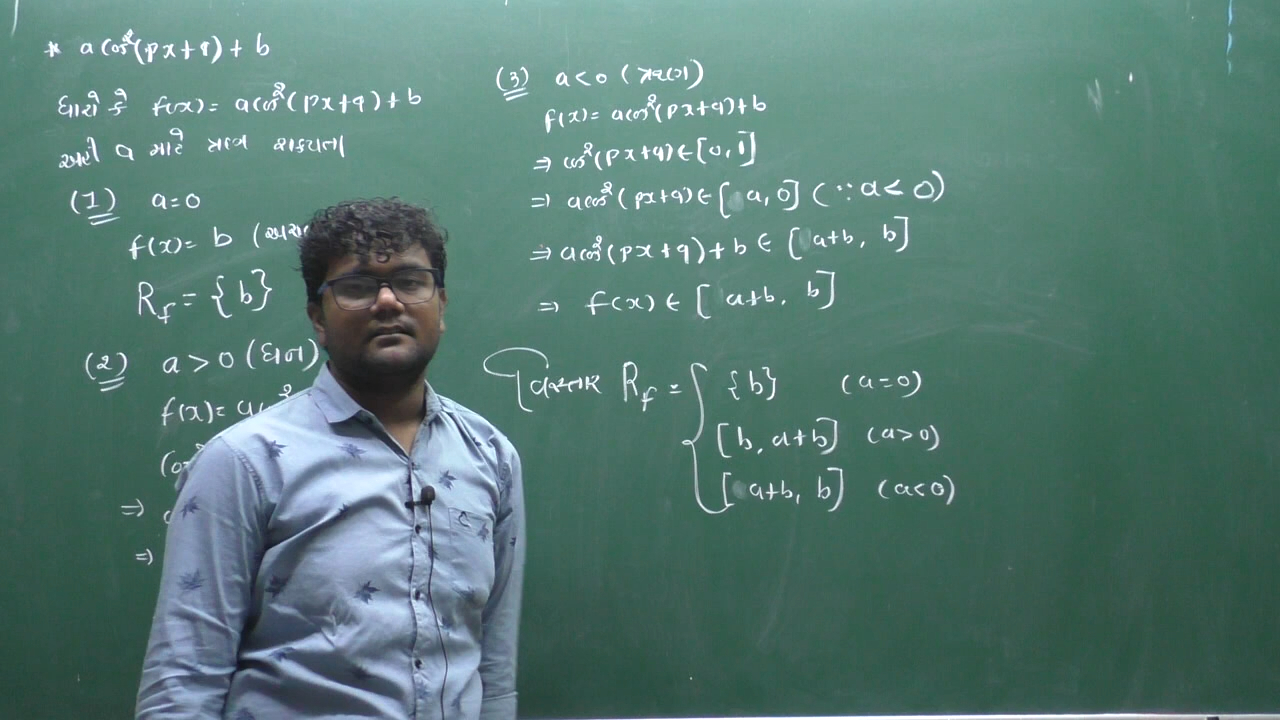 * a cos²(px+q) + b
ધારો કે f(x) = a cos²(px+q) + b
અહીં a માટે ત્રણ શક્યતા
(1) a=0
f(x) = b
R_f = {b}
(2) a > 0 (ધન)
f(x) =
⇒
⇒
(3) a<0 (ઋણ)
f(x) = a cos²(px+q)+b
⇒ cos²(px+q) ∈ [0,1]
⇒ a cos²(px+q) ∈ [a, 0] (∵ a < 0)
⇒ a cos²(px+q) + b ∈ [a+b, b]
⇒ f(x) ∈ [a+b, b]
વિસ્તાર R_f = { {b} (a=0)
[b, a+b] (a>0)
[a+b, b] (a<0)